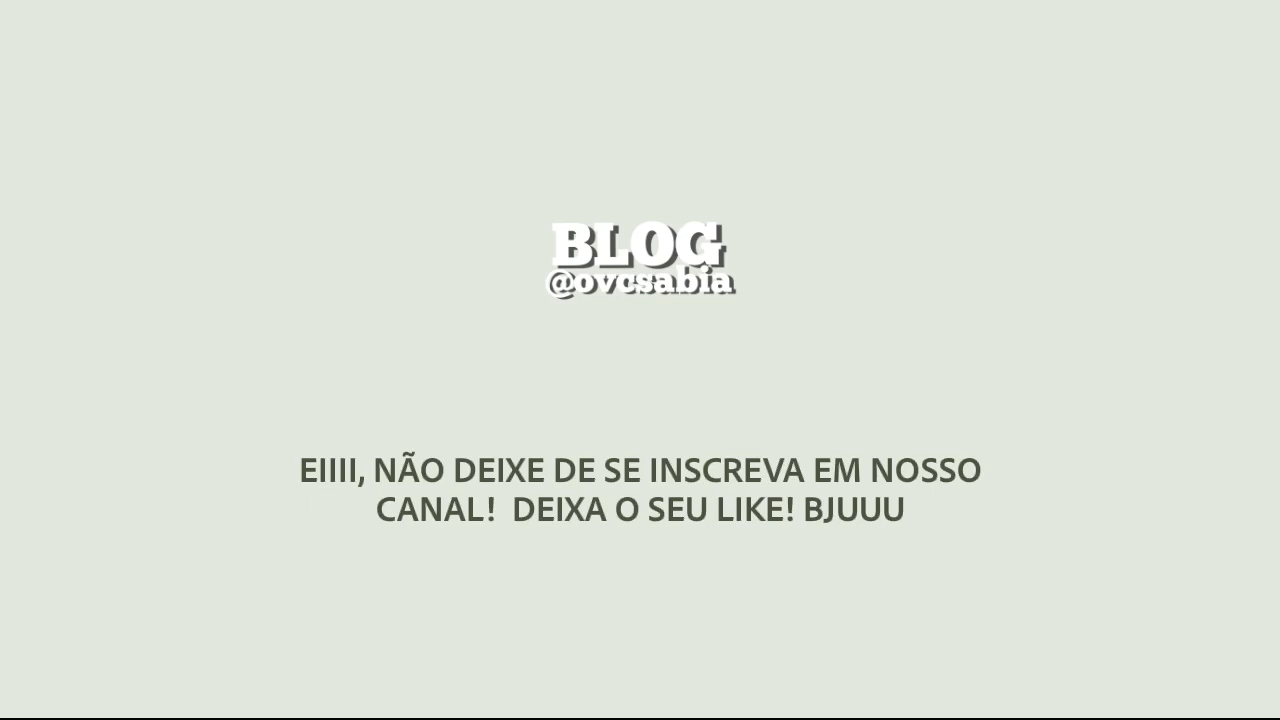 BLOG
@ovcsabia
EIIII, NÃO DEIXE DE SE INSCREVA EM NOSSO
CANAL!  DEIXA O SEU LIKE! BJUUU